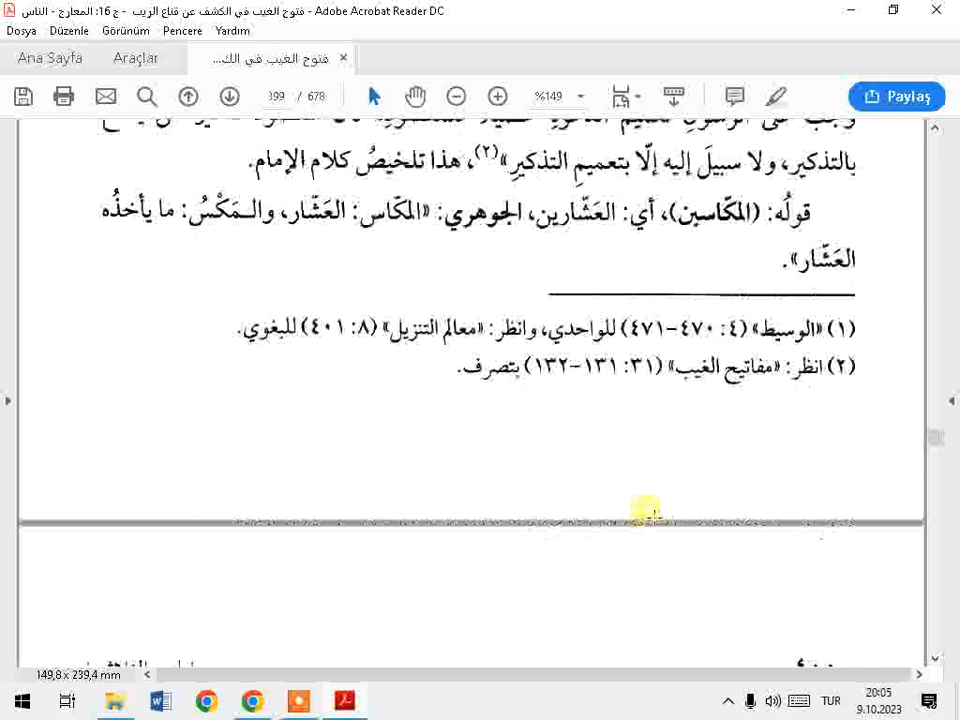 فتوح الغيب في الكشف عن قناع الريب - ج 16: المعارج - الناس - Adobe Acrobat Reader DC
Dosya Düzenle Görünüm Pencere Yardım
Ana Sayfa Araçlar فتوح الغيب في الك... ×
399 / 678 %149 Paylaş
بالتذكير، ولا سبيلَ إليه إلّا بتعميمِ التذكيرِ»(٢)، هذا تلخيصُ كلام الإمام.
قولُه: (المكّاسين)، أي: العَشّارين، الجوهري: «المكّاس: العَشّار، والـمَكْسُ: ما يأخذُه
العَشّار».
(١) «الوسيط» (٤: ٤٧٠-٤٧١) للواحدي، وانظر: «معالم التنزيل» (٨: ٤٠١) للبغوي.
(٢) انظر: «مفاتيح الغيب» (٣١: ١٣١-١٣٢) بتصرف.
149,8 x 239,4 mm
TUR 20:05
9.10.2023